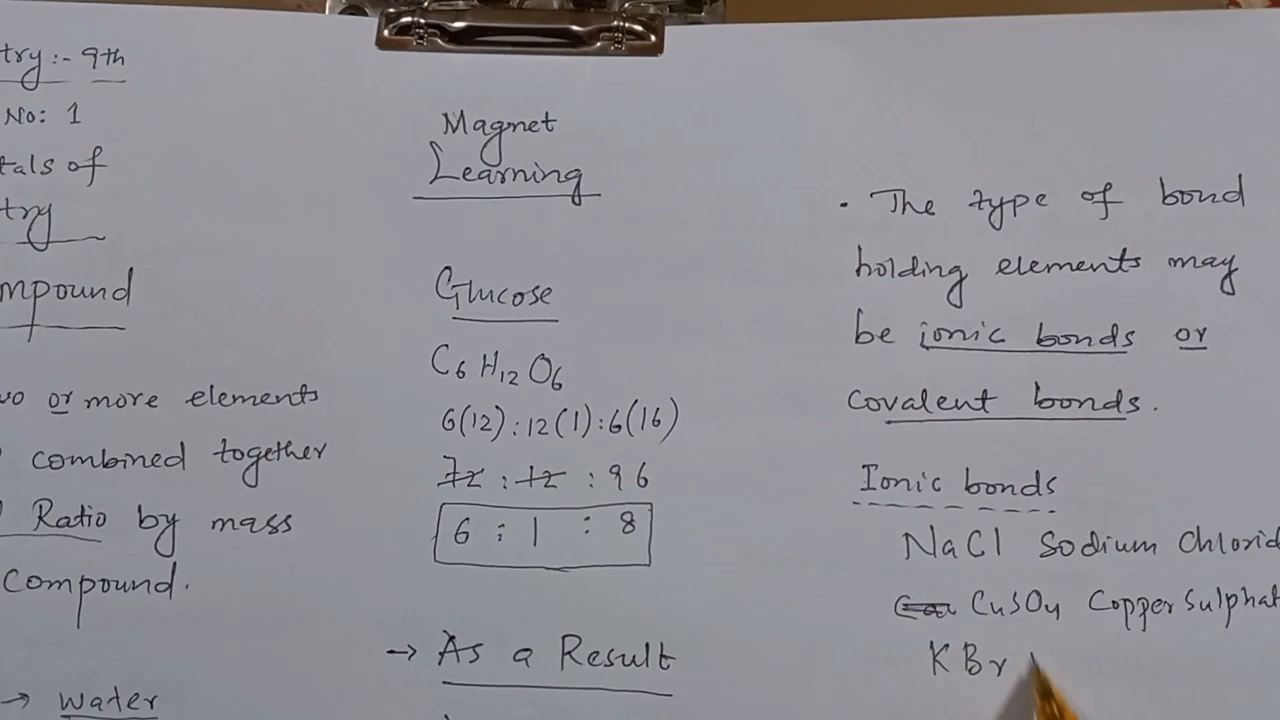 try:- 9th
No: 1
tals of
try
mpound
wo or more elements
combined together
Ratio by mass
compound.
→ water
Magnet
Learning
Glucose
C6 H12 O6
6(12) : 12(1) : 6(16)
72 : 12 : 96
6 : 1 : 8
→ As a Result
. The type of bond
holding elements may
be ionic bonds or
covalent bonds.
Ionic bonds
NaCl Sodium Chlorid
CuSO4 Copper Sulphat
KBr